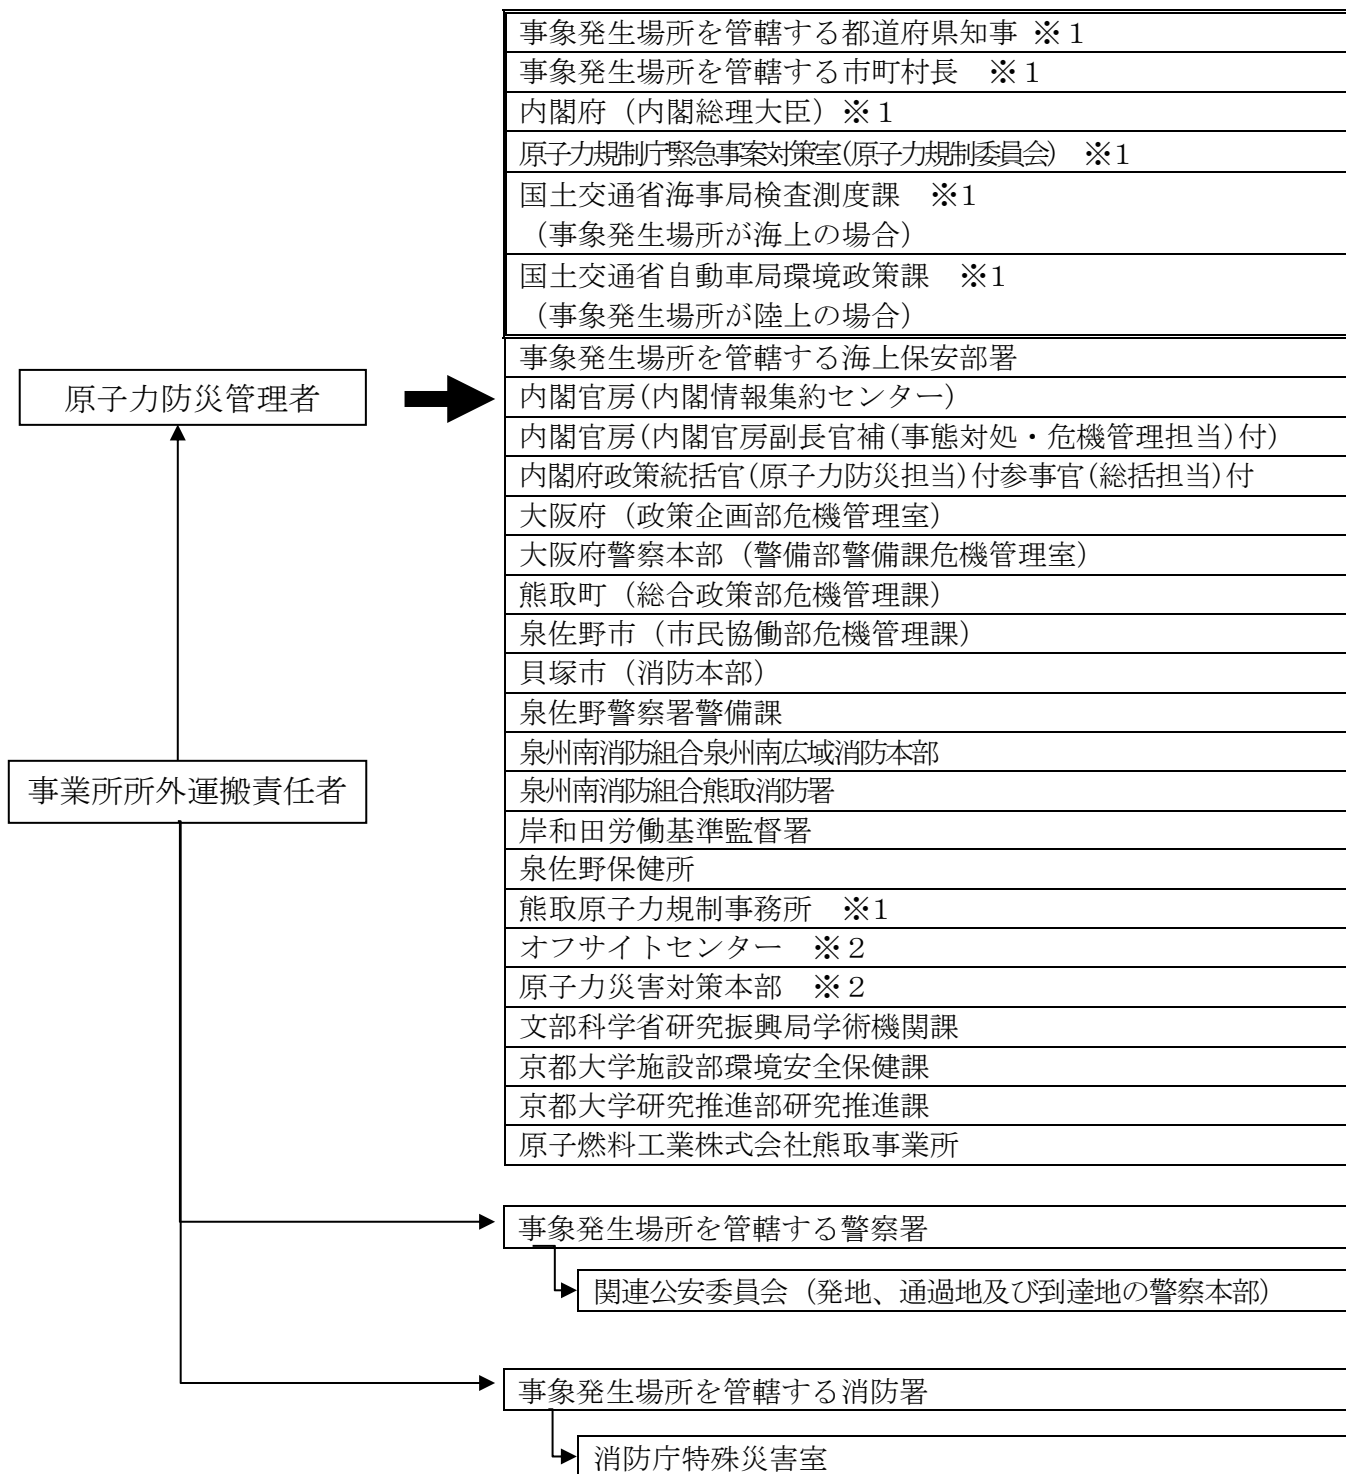 事象発生場所を管轄する都道府県知事 ※１
事象発生場所を管轄する市町村長　※１
内閣府（内閣総理大臣）※１
原子力規制庁緊急事案対策室(原子力規制委員会)　※１
国土交通省海事局検査測度課　※１
（事象発生場所が海上の場合）
国土交通省自動車局環境政策課　※１
（事象発生場所が陸上の場合）
事象発生場所を管轄する海上保安部署
原子力防災管理者
内閣官房(内閣情報集約センター)
内閣官房(内閣官房副長官補(事態対処・危機管理担当)付)
内閣府政策統括官(原子力防災担当)付参事官(総括担当)付
大阪府（政策企画部危機管理室）
大阪府警察本部（警備部警備課危機管理室）
熊取町（総合政策部危機管理課）
泉佐野市（市民協働部危機管理課）
貝塚市（消防本部）
泉佐野警察署警備課
泉州南消防組合泉州南広域消防本部
事業所所外運搬責任者
泉州南消防組合熊取消防署
岸和田労働基準監督署
泉佐野保健所
熊取原子力規制事務所　※１
オフサイトセンター　※２
原子力災害対策本部　※２
文部科学省研究振興局学術機関課
京都大学施設部環境安全保健課
京都大学研究推進部研究推進課
原子燃料工業株式会社熊取事業所
事象発生場所を管轄する警察署
関連公安委員会（発地、通過地及び到達地の警察本部）
事象発生場所を管轄する消防署
消防庁特殊災害室